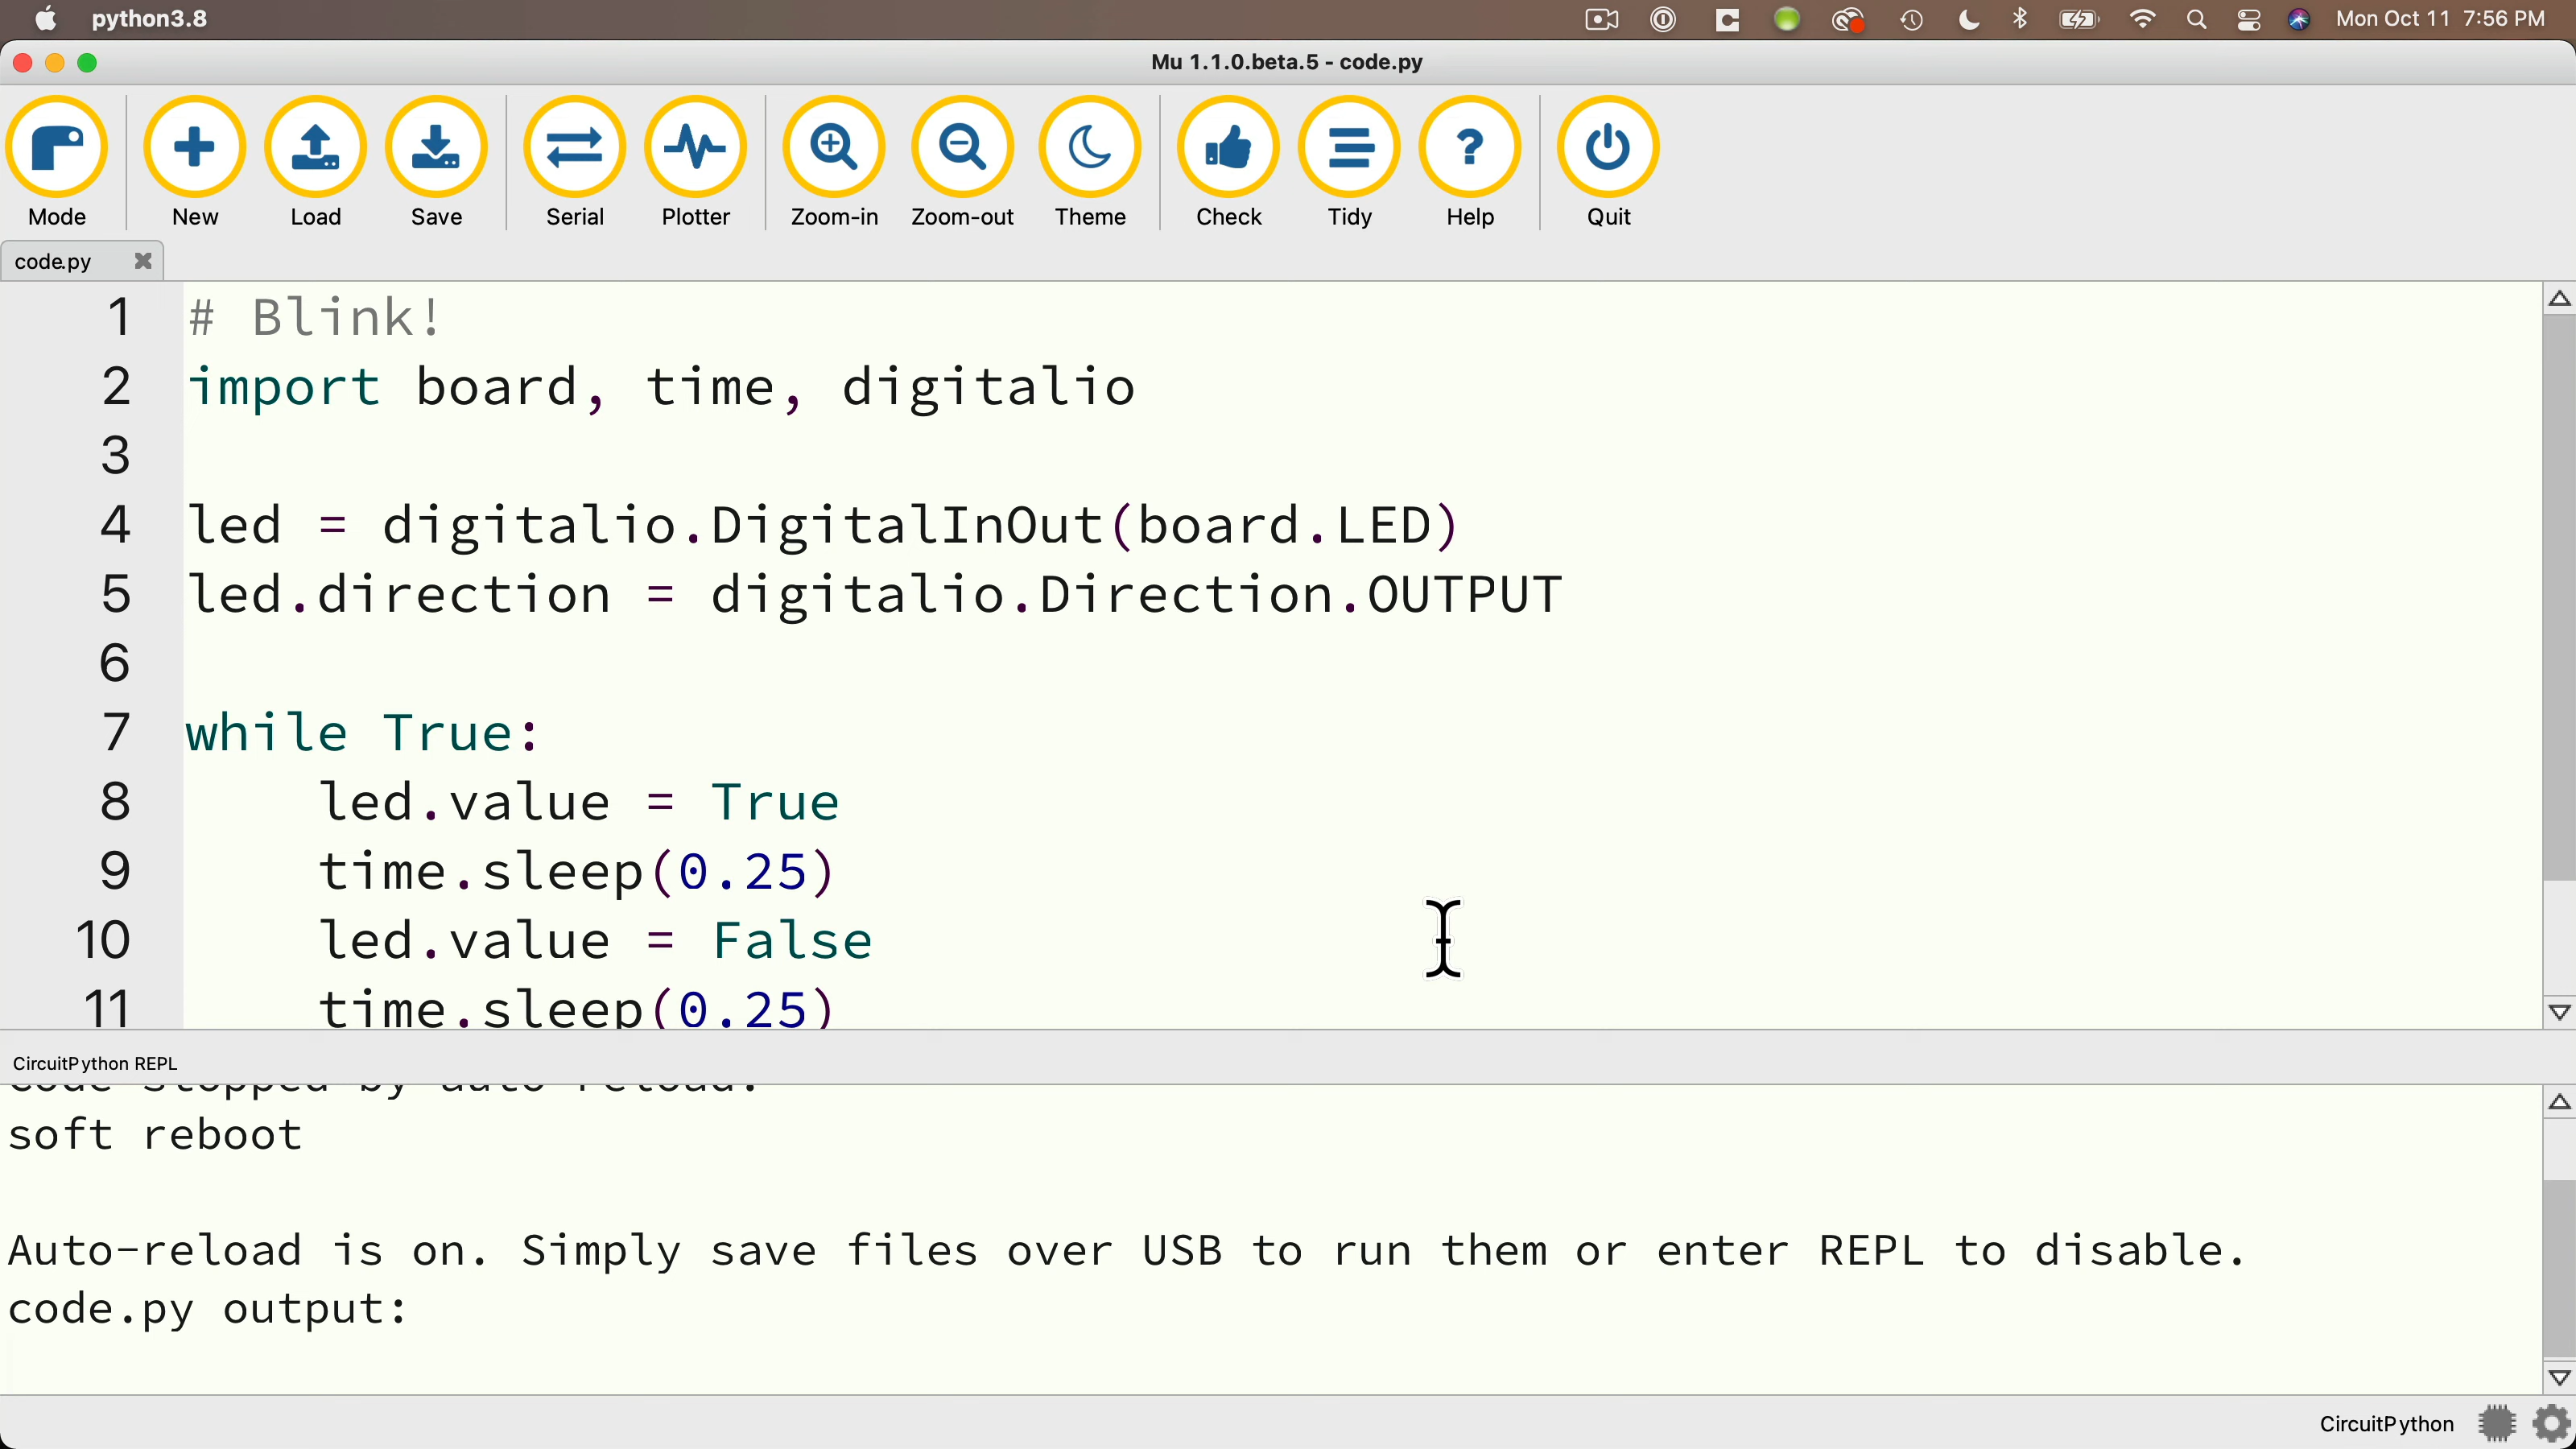 python3.8
Mon Oct 11 7:56 PM
Mu 1.1.0.beta.5 - code.py
Mode
New
Load
Save
Serial
Plotter
Zoom-in
Zoom-out
Theme
Check
Tidy
Help
Quit
code.py
1 # Blink!
2 import board, time, digitalio
3
4 led = digitalio.DigitalInOut(board.LED)
5 led.direction = digitalio.Direction.OUTPUT
6
7 while True:
8 led.value = True
9 time.sleep(0.25)
10 led.value = False
11 time.sleep(0.25)
CircuitPython REPL
code stopped by auto-reload.
soft reboot
Auto-reload is on. Simply save files over USB to run them or enter REPL to disable.
code.py output:
CircuitPython